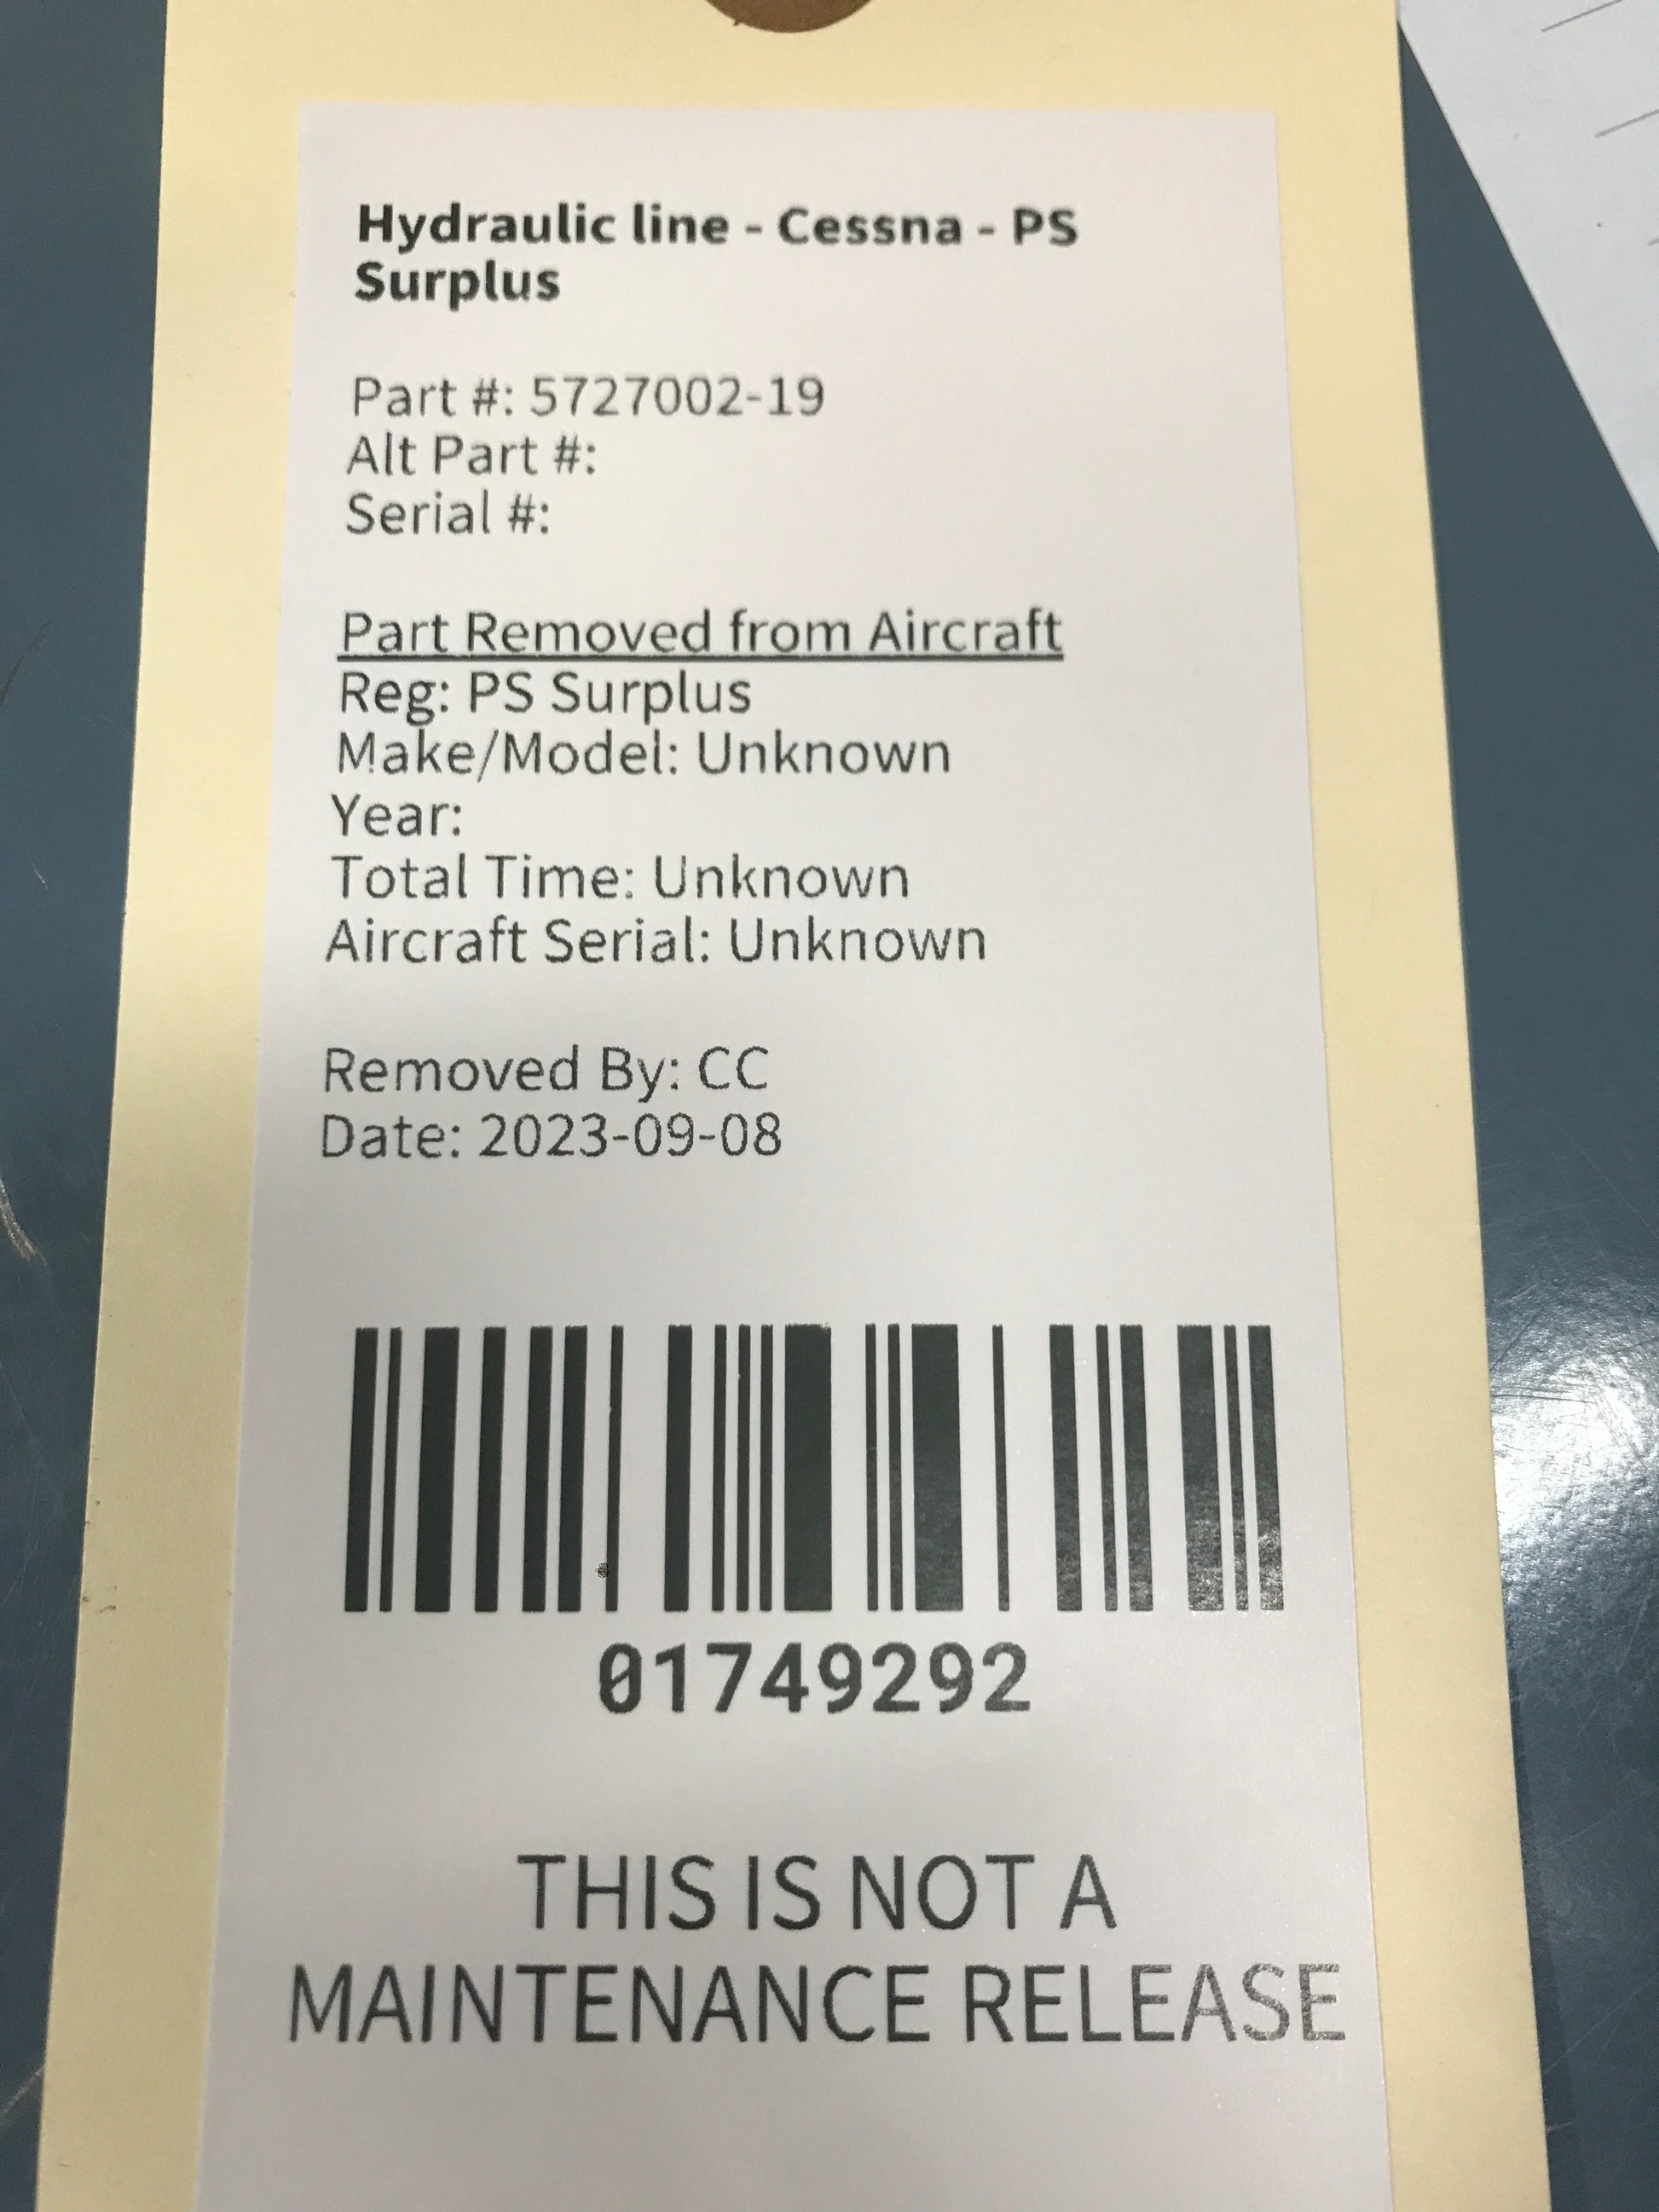 Hydraulic line - Cessna - PS
Surplus
Part #: 5727002-19
Alt Part #:
Serial #:
Part Removed from Aircraft
Reg: PS Surplus
Make/Model: Unknown
Year:
Total Time: Unknown
Aircraft Serial: Unknown
Removed By: CC
Date: 2023-09-08
01749292
THIS IS NOT A
MAINTENANCE RELEASE